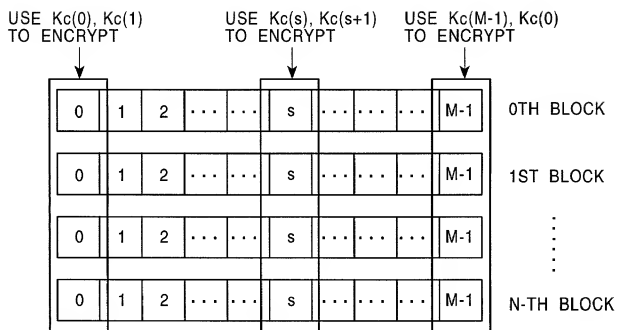 USE Kc(0), Kc(1)
TO ENCRYPT
USE Kc(s), Kc(s+1)
TO ENCRYPT
USE Kc(M-1), Kc(0)
TO ENCRYPT
0 1 2 ... ... s ... ... ... M-1 0TH BLOCK
0 1 2 ... ... s ... ... ... M-1 1ST BLOCK
0 1 2 ... ... s ... ... ... M-1
0 1 2 ... ... s ... ... ... M-1 N-TH BLOCK